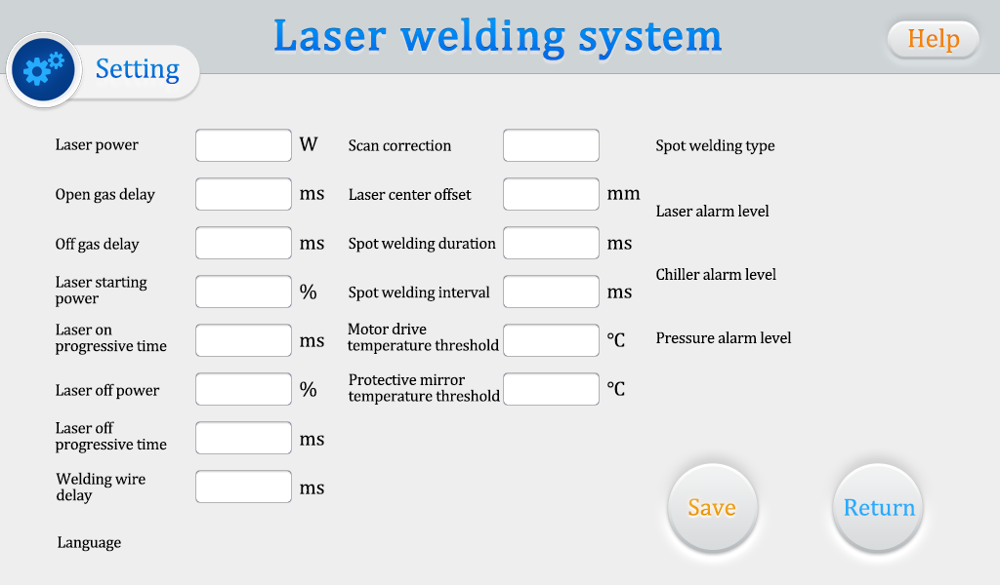 Laser welding system
Help
Setting
Laser power W
Open gas delay ms
Off gas delay ms
Laser starting
power %
Laser on
progressive time ms
Laser off power %
Laser off
progressive time ms
Welding wire
delay ms
Language
Scan correction
Laser center offset mm
Spot welding duration ms
Spot welding interval ms
Motor drive
temperature threshold °C
Protective mirror
temperature threshold °C
Spot welding type
Laser alarm level
Chiller alarm level
Pressure alarm level
Save
Return